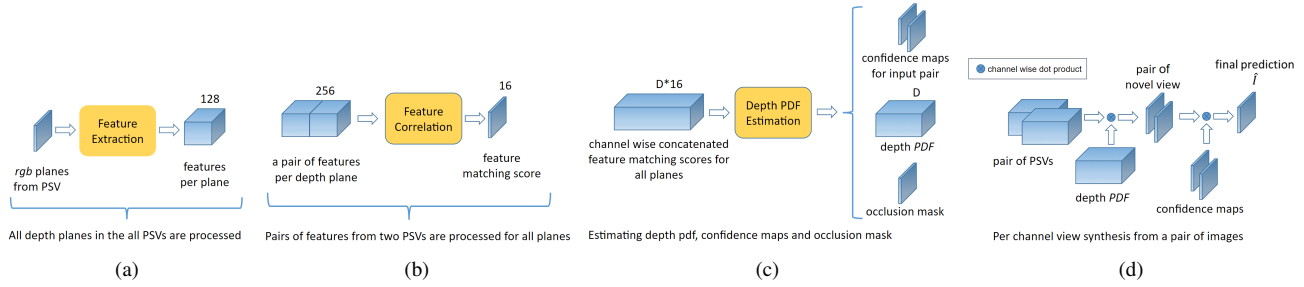 128
Feature
Extraction
rgb planes
from PSV
features
per plane
All depth planes in the all PSVs are processed
(a)
256
16
Feature
Correlation
a pair of features
per depth plane
feature
matching score
Pairs of features from two PSVs are processed for all planes
(b)
D*16
Depth PDF
Estimation
channel wise concatenated
feature matching scores for
all planes
confidence maps
for input pair
D
depth PDF
occlusion mask
Estimating depth pdf, confidence maps and occlusion mask
(c)
channel wise dot product
pair of
novel view
final prediction
Î
pair of PSVs
depth PDF
confidence maps
Per channel view synthesis from a pair of images
(d)